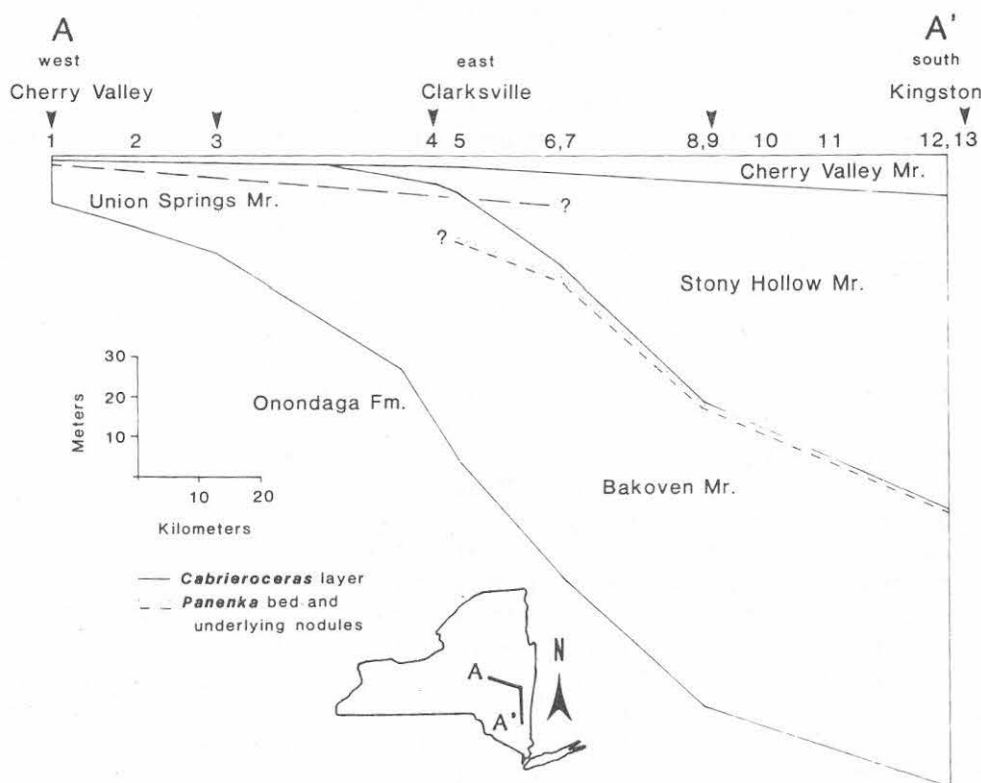 A A'
west east south
Cherry Valley Clarksville Kingston
1 2 3 4 5 6,7 8,9 10 11 12,13
Cherry Valley Mr.
Union Springs Mr.
?
?
Stony Hollow Mr.
30
20
10
Meters
Onondaga Fm.
10 20
Kilometers
Bakoven Mr.
Cabrieroceras layer
Panenka bed and
underlying nodules
N
A
A'